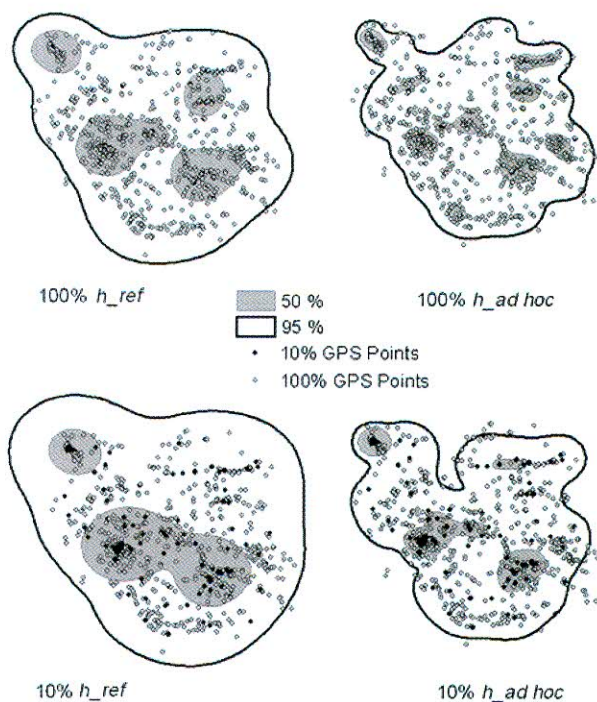 100% h_ref
100% h_ad hoc
50 %
95 %
10% GPS Points
100% GPS Points
10% h_ref
10% h_ad hoc